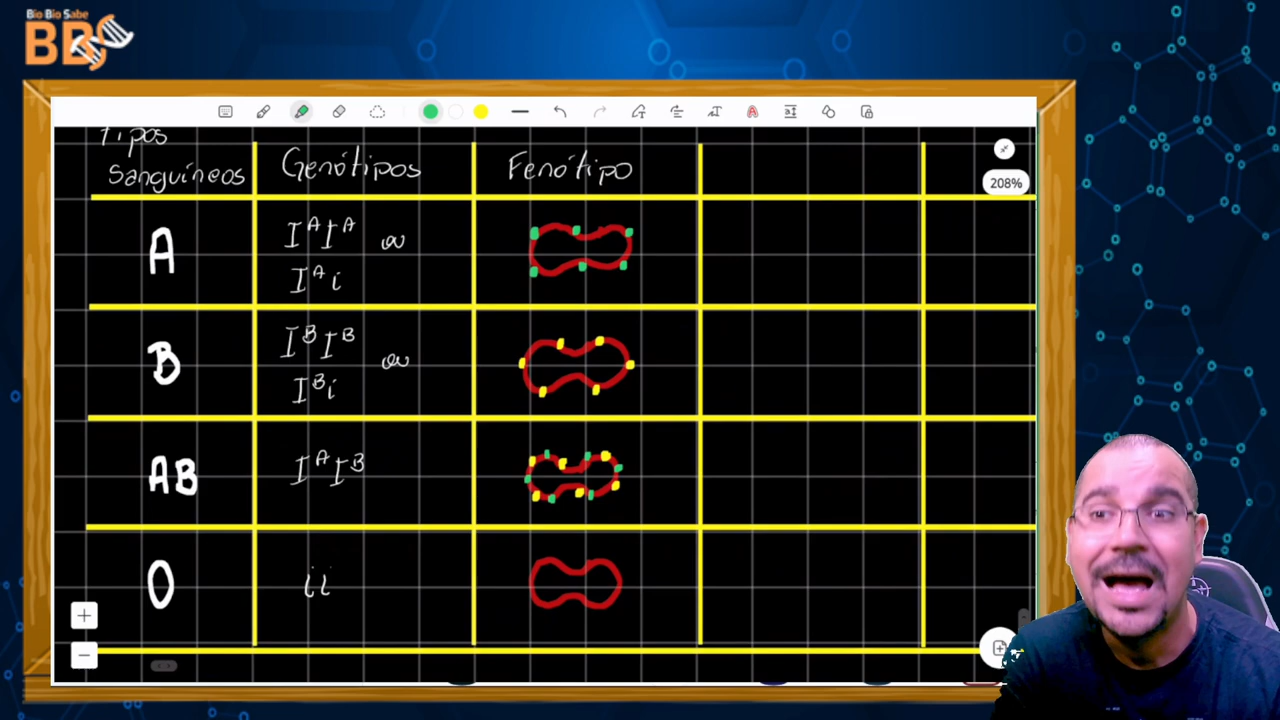 Bio Bio Sabe
BBS
Tipos
Sanguíneos
Genótipos
Fenótipo
208%
A
I^A I^A ou
I^A i
B
I^B I^B ou
I^B i
AB
I^A I^B
O
ii